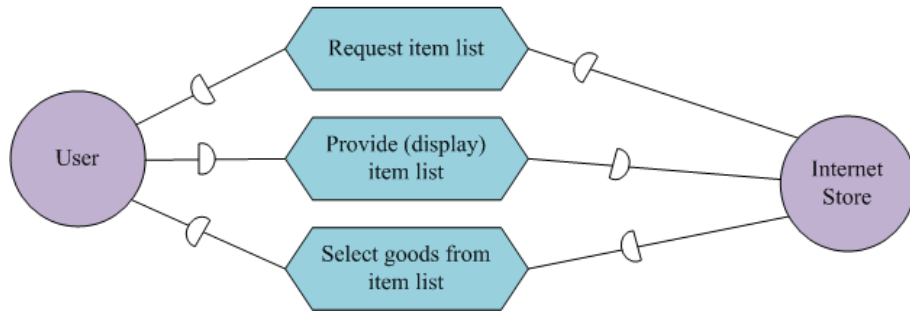 Request item list
User
Provide (display)
item list
Internet
Store
Select goods from
item list